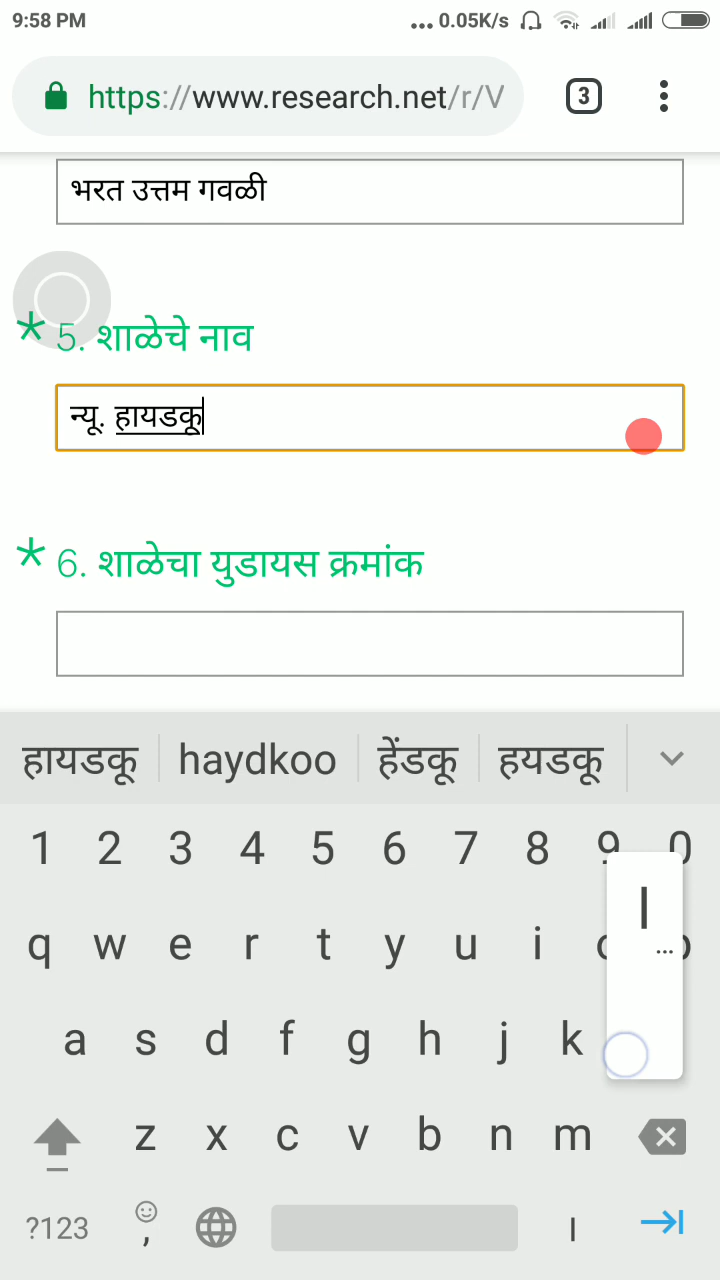 9:58 PM ... 0.05K/s
https://www.research.net/r/V 3
भरत उत्तम गवळी
* 5. शाळेचे नाव
न्यू. हायडकू
* 6. शाळेचा युडायस क्रमांक
हायडकू haydkoo हेंडकू हयडकू
1 2 3 4 5 6 7 8 9 0
q w e r t y u i o p
a s d f g h j k l
...
z x c v b n m
?123 , ।